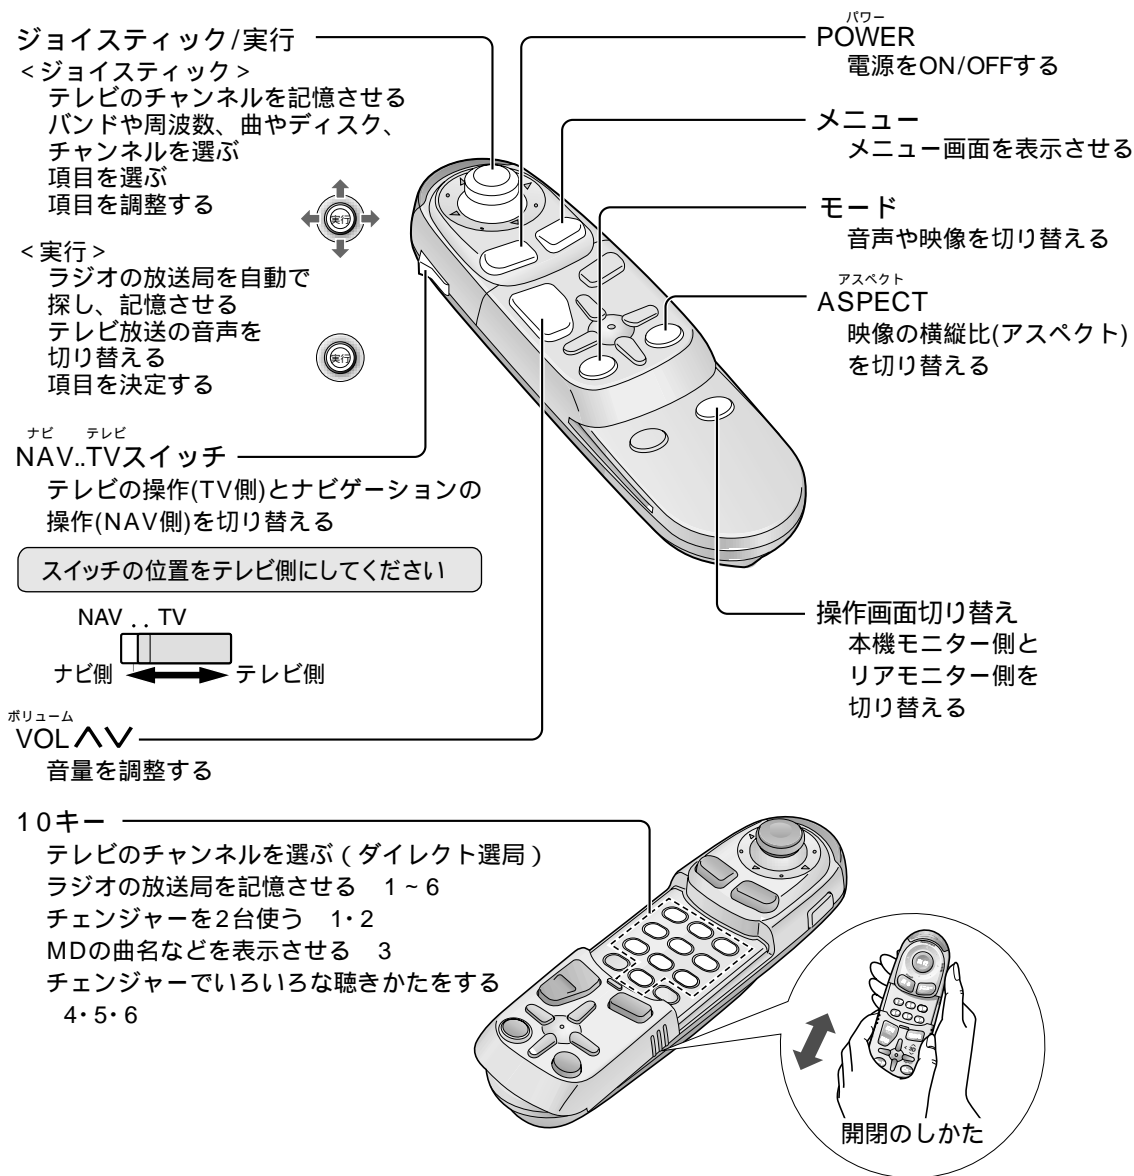 ジョイスティック/実行
<ジョイスティック>
テレビのチャンネルを記憶させる
バンドや周波数、曲やディスク、
チャンネルを選ぶ
項目を選ぶ
項目を調整する
実行
<実行>
ラジオの放送局を自動で
探し、記憶させる
テレビ放送の音声を
切り替える
項目を決定する
実行
ナビ テレビ
NAV..TVスイッチ
テレビの操作(TV側)とナビゲーションの
操作(NAV側)を切り替える
スイッチの位置をテレビ側にしてください
NAV . . TV
ナビ側 テレビ側
ボリューム
VOL∧∨
音量を調整する
パワー
POWER
電源をON/OFFする
メニュー
メニュー画面を表示させる
モード
音声や映像を切り替える
アスペクト
ASPECT
映像の横縦比(アスペクト)
を切り替える
操作画面切り替え
本機モニター側と
リアモニター側を
切り替える
10キー
テレビのチャンネルを選ぶ(ダイレクト選局)
ラジオの放送局を記憶させる 1~6
チェンジャーを2台使う 1・2
MDの曲名などを表示させる 3
チェンジャーでいろいろな聴きかたをする
4・5・6
開閉のしかた